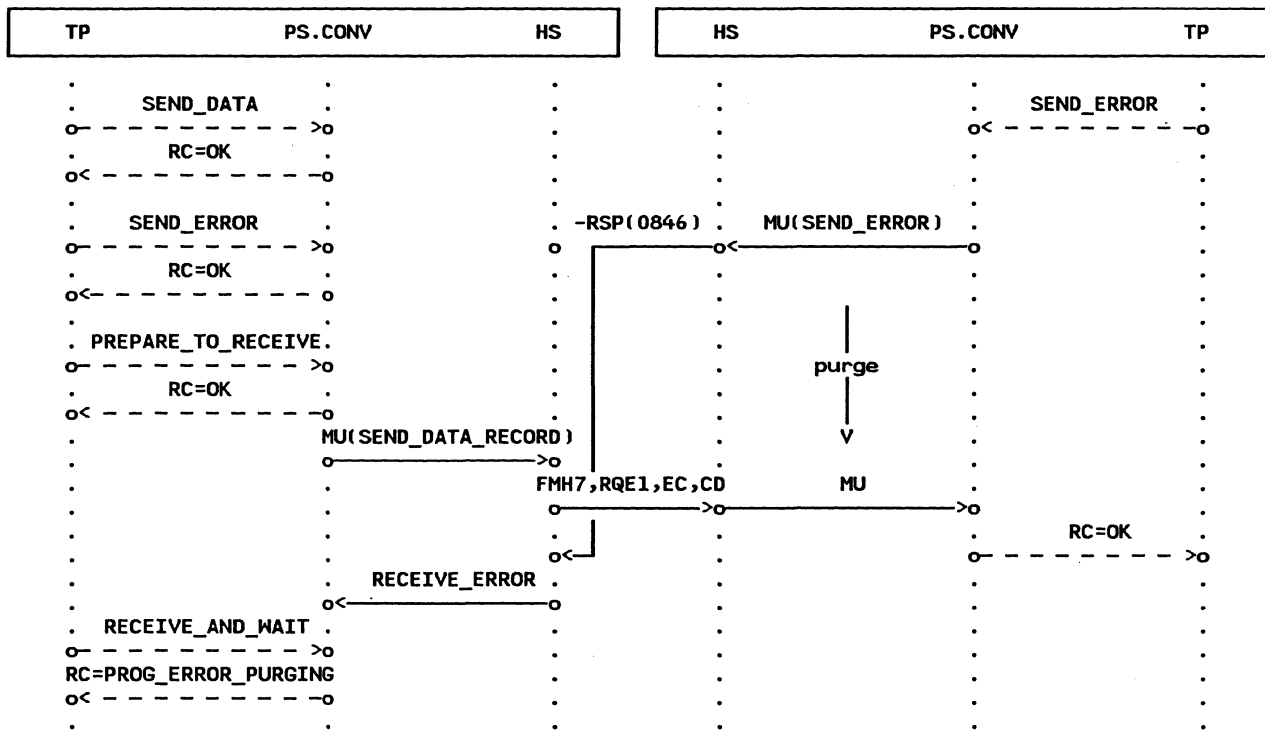 TP PS.CONV HS HS PS.CONV TP
SEND_DATA SEND_ERROR
RC=OK
SEND_ERROR -RSP(0846) MU(SEND_ERROR)
RC=OK
PREPARE_TO_RECEIVE
purge
RC=OK
MU(SEND_DATA_RECORD)
FMH7,RQE1,EC,CD MU
RC=OK
RECEIVE_ERROR
RECEIVE_AND_WAIT
RC=PROG_ERROR_PURGING